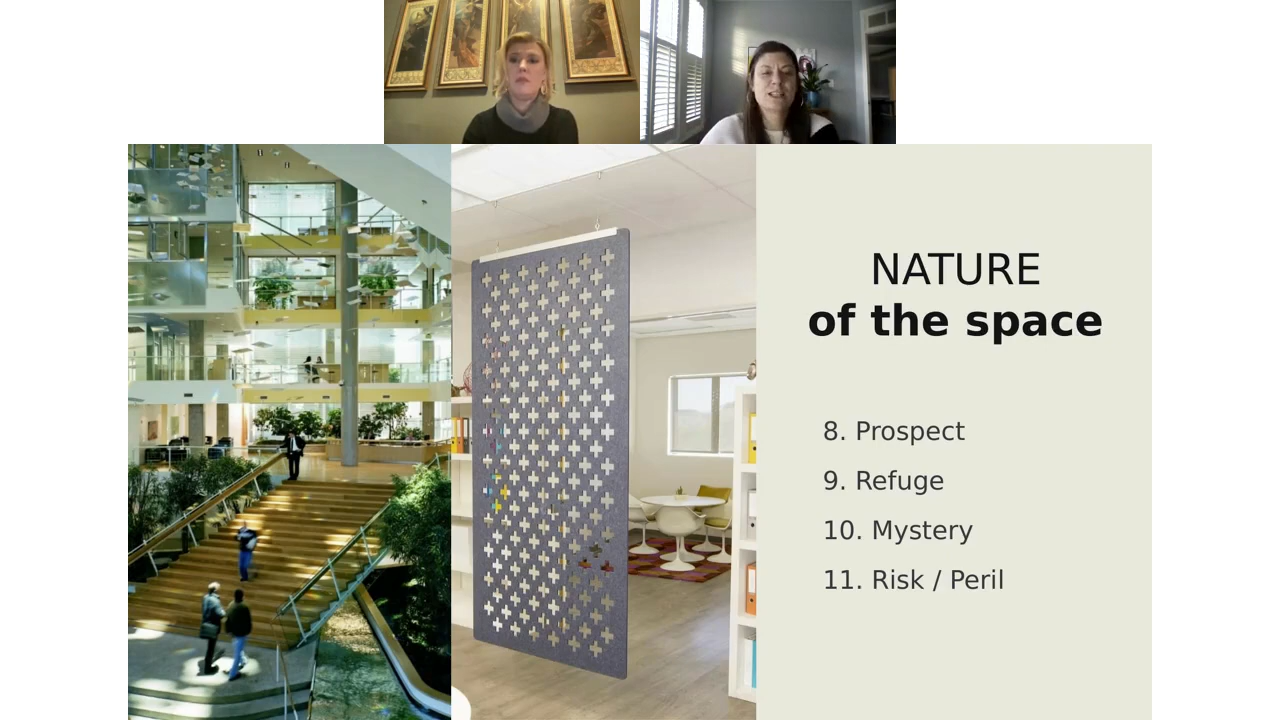 NATURE
of the space
8. Prospect
9. Refuge
10. Mystery
11. Risk / Peril